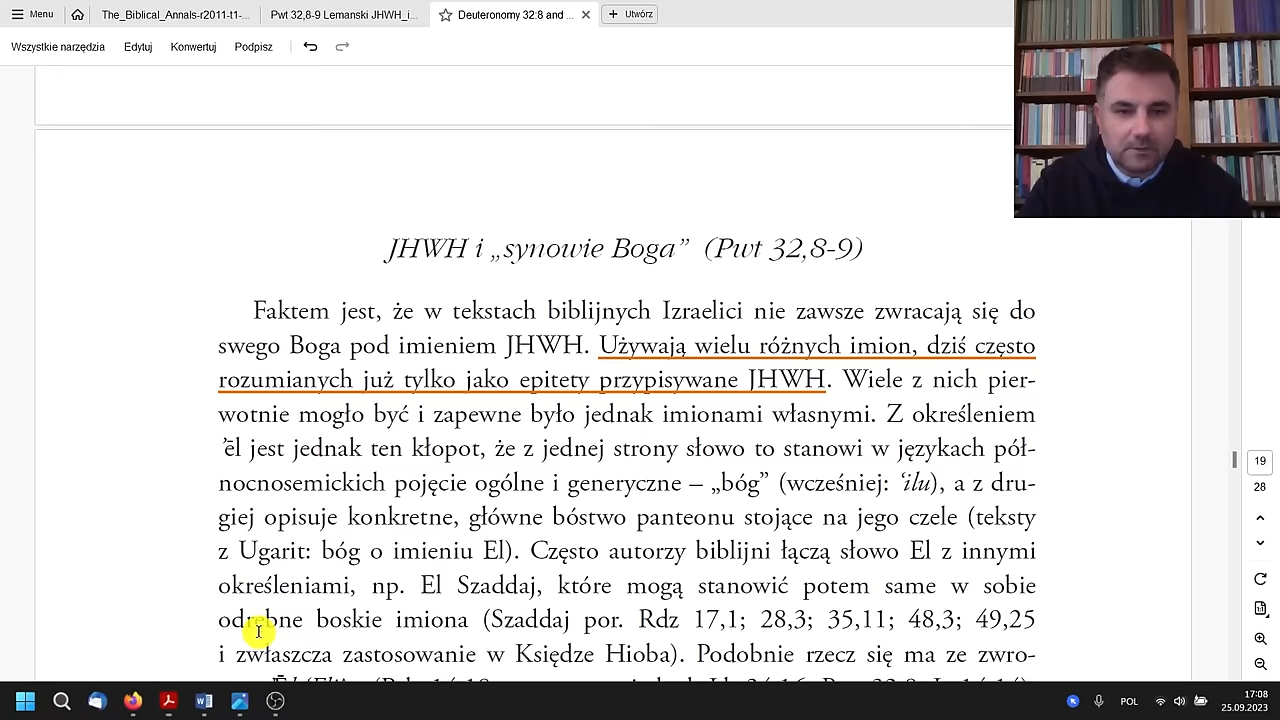 Menu
The_Biblical_Annals-r2011-t1-...
Pwt 32,8-9 Lemanski JHWH_i...
Deuteronomy 32:8 and ...
Utwórz
Wszystkie narzędzia
Edytuj
Konwertuj
Podpisz
JHWH i „synowie Boga” (Pwt 32,8-9)
Faktem jest, że w tekstach biblijnych Izraelici nie zawsze zwracają się do
swego Boga pod imieniem JHWH. Używają wielu różnych imion, dziś często
rozumianych już tylko jako epitety przypisywane JHWH. Wiele z nich pier-
wotnie mogło być i zapewne było jednak imionami własnymi. Z określeniem
’ēl jest jednak ten kłopot, że z jednej strony słowo to stanowi w językach pół-
nocnosemickich pojęcie ogólne i generyczne – „bóg” (wcześniej: ‘ilu), a z dru-
giej opisuje konkretne, główne bóstwo panteonu stojące na jego czele (teksty
z Ugarit: bóg o imieniu El). Często autorzy biblijni łączą słowo El z innymi
określeniami, np. El Szaddaj, które mogą stanowić potem same w sobie
odrębne boskie imiona (Szaddaj por. Rdz 17,1; 28,3; 35,11; 48,3; 49,25
i zwłaszcza zastosowanie w Księdze Hioba). Podobnie rzecz się ma ze zwro-
19
28
POL
17:08
25.09.2023